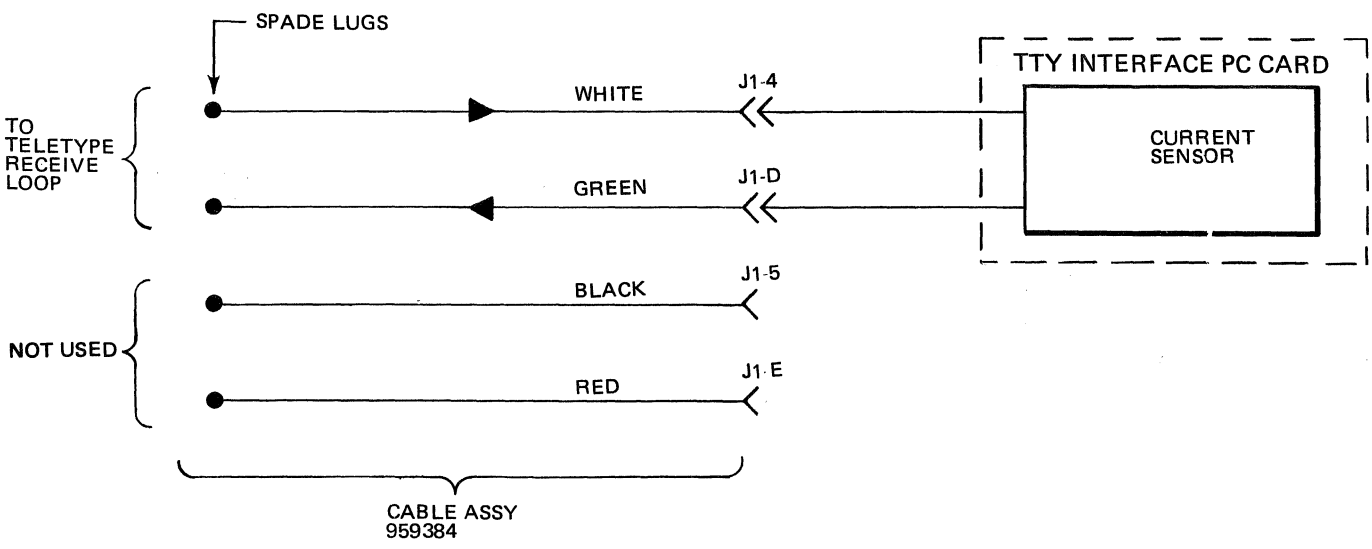 SPADE LUGS
TTY INTERFACE PC CARD
WHITE
J1-4
TO
TELETYPE
RECEIVE
LOOP
CURRENT
SENSOR
GREEN
J1-D
NOT USED
BLACK
J1-5
RED
J1-E
CABLE ASSY
959384